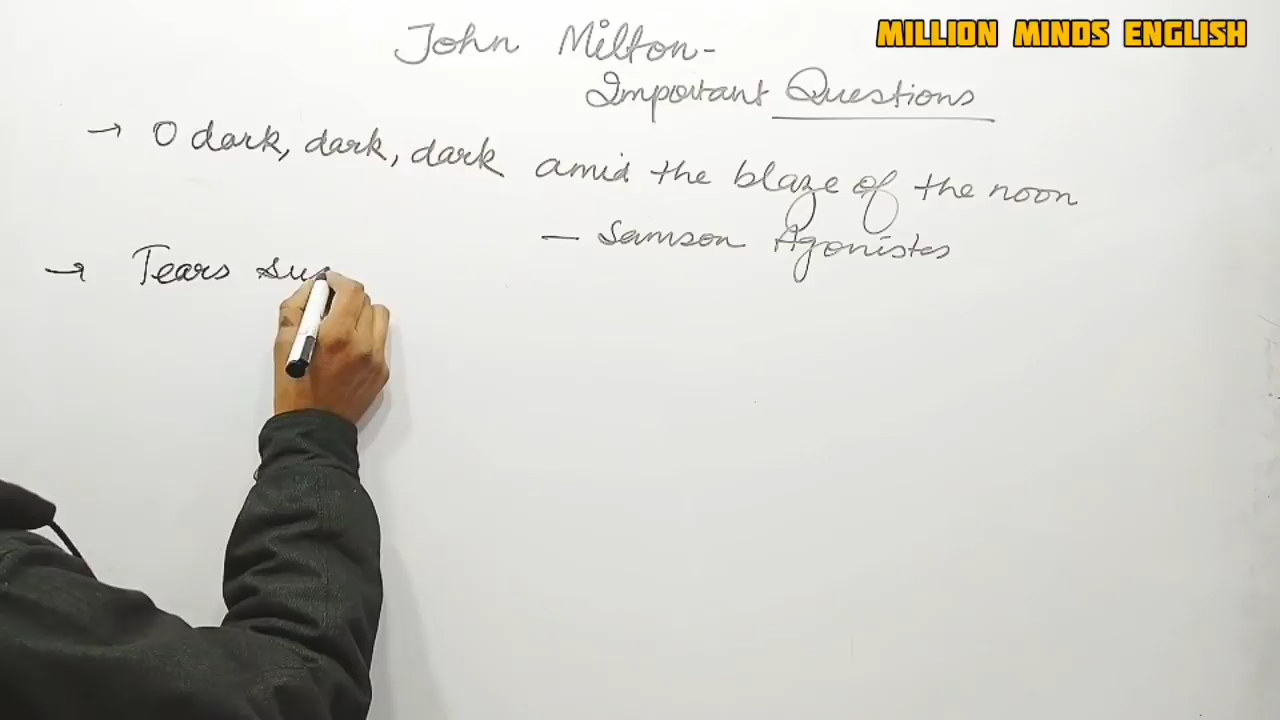 MILLION MINDS ENGLISH
John Milton-
Important Questions
→ O dark, dark, dark amid the blaze of the noon
— Samson Agonistes
→ Tears